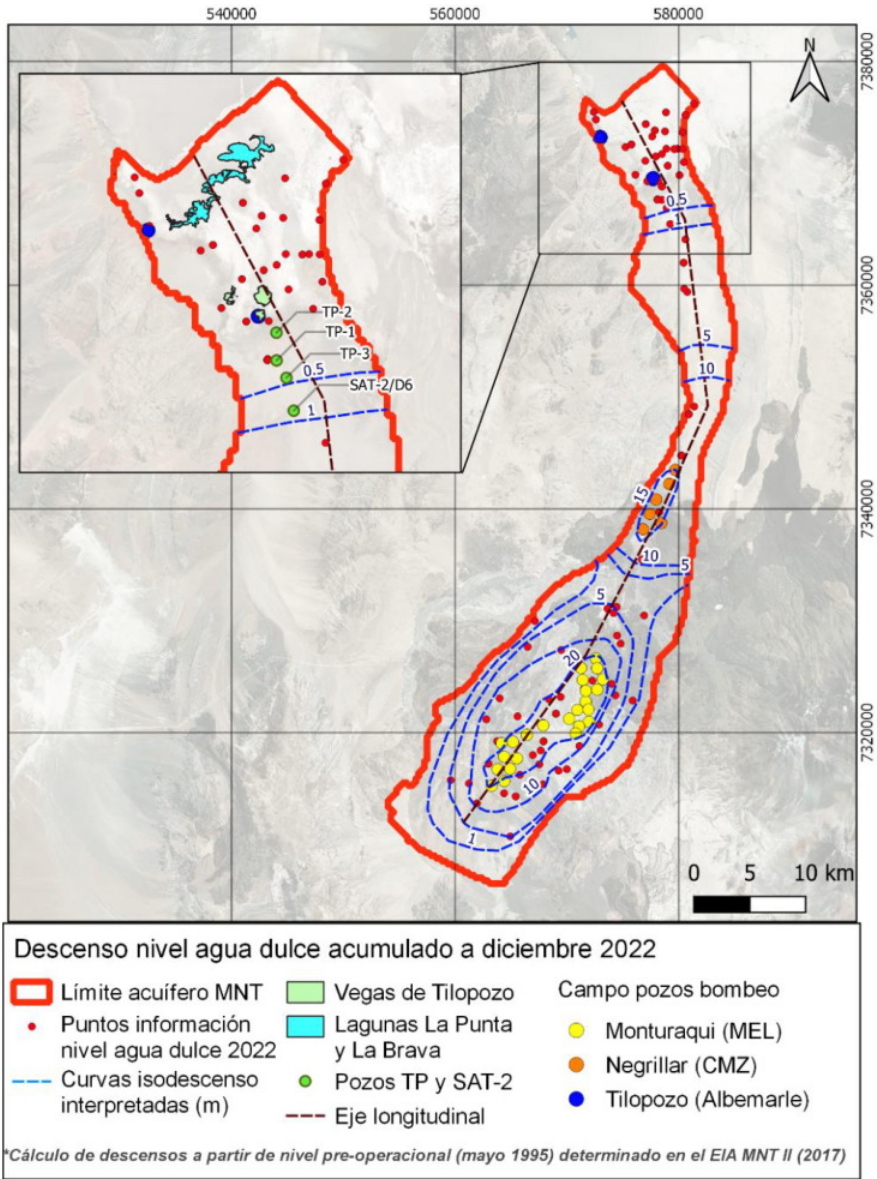 540000
560000
580000
7380000
7360000
7340000
7320000
N
TP-2
TP-1
TP-3
0.5
SAT-2/D6
1
0.5
1
5
10
15
10
5
5
20
10
1
0 5 10 km
Descenso nivel agua dulce acumulado a diciembre 2022
Límite acuífero MNT
Puntos información
nivel agua dulce 2022
Curvas isodescenso
interpretadas (m)
Vegas de Tilopozo
Lagunas La Punta
y La Brava
Pozos TP y SAT-2
Eje longitudinal
Campo pozos bombeo
Monturaqui (MEL)
Negrillar (CMZ)
Tilopozo (Albemarle)
*Cálculo de descensos a partir de nivel pre-operacional (mayo 1995) determinado en el EIA MNT II (2017)